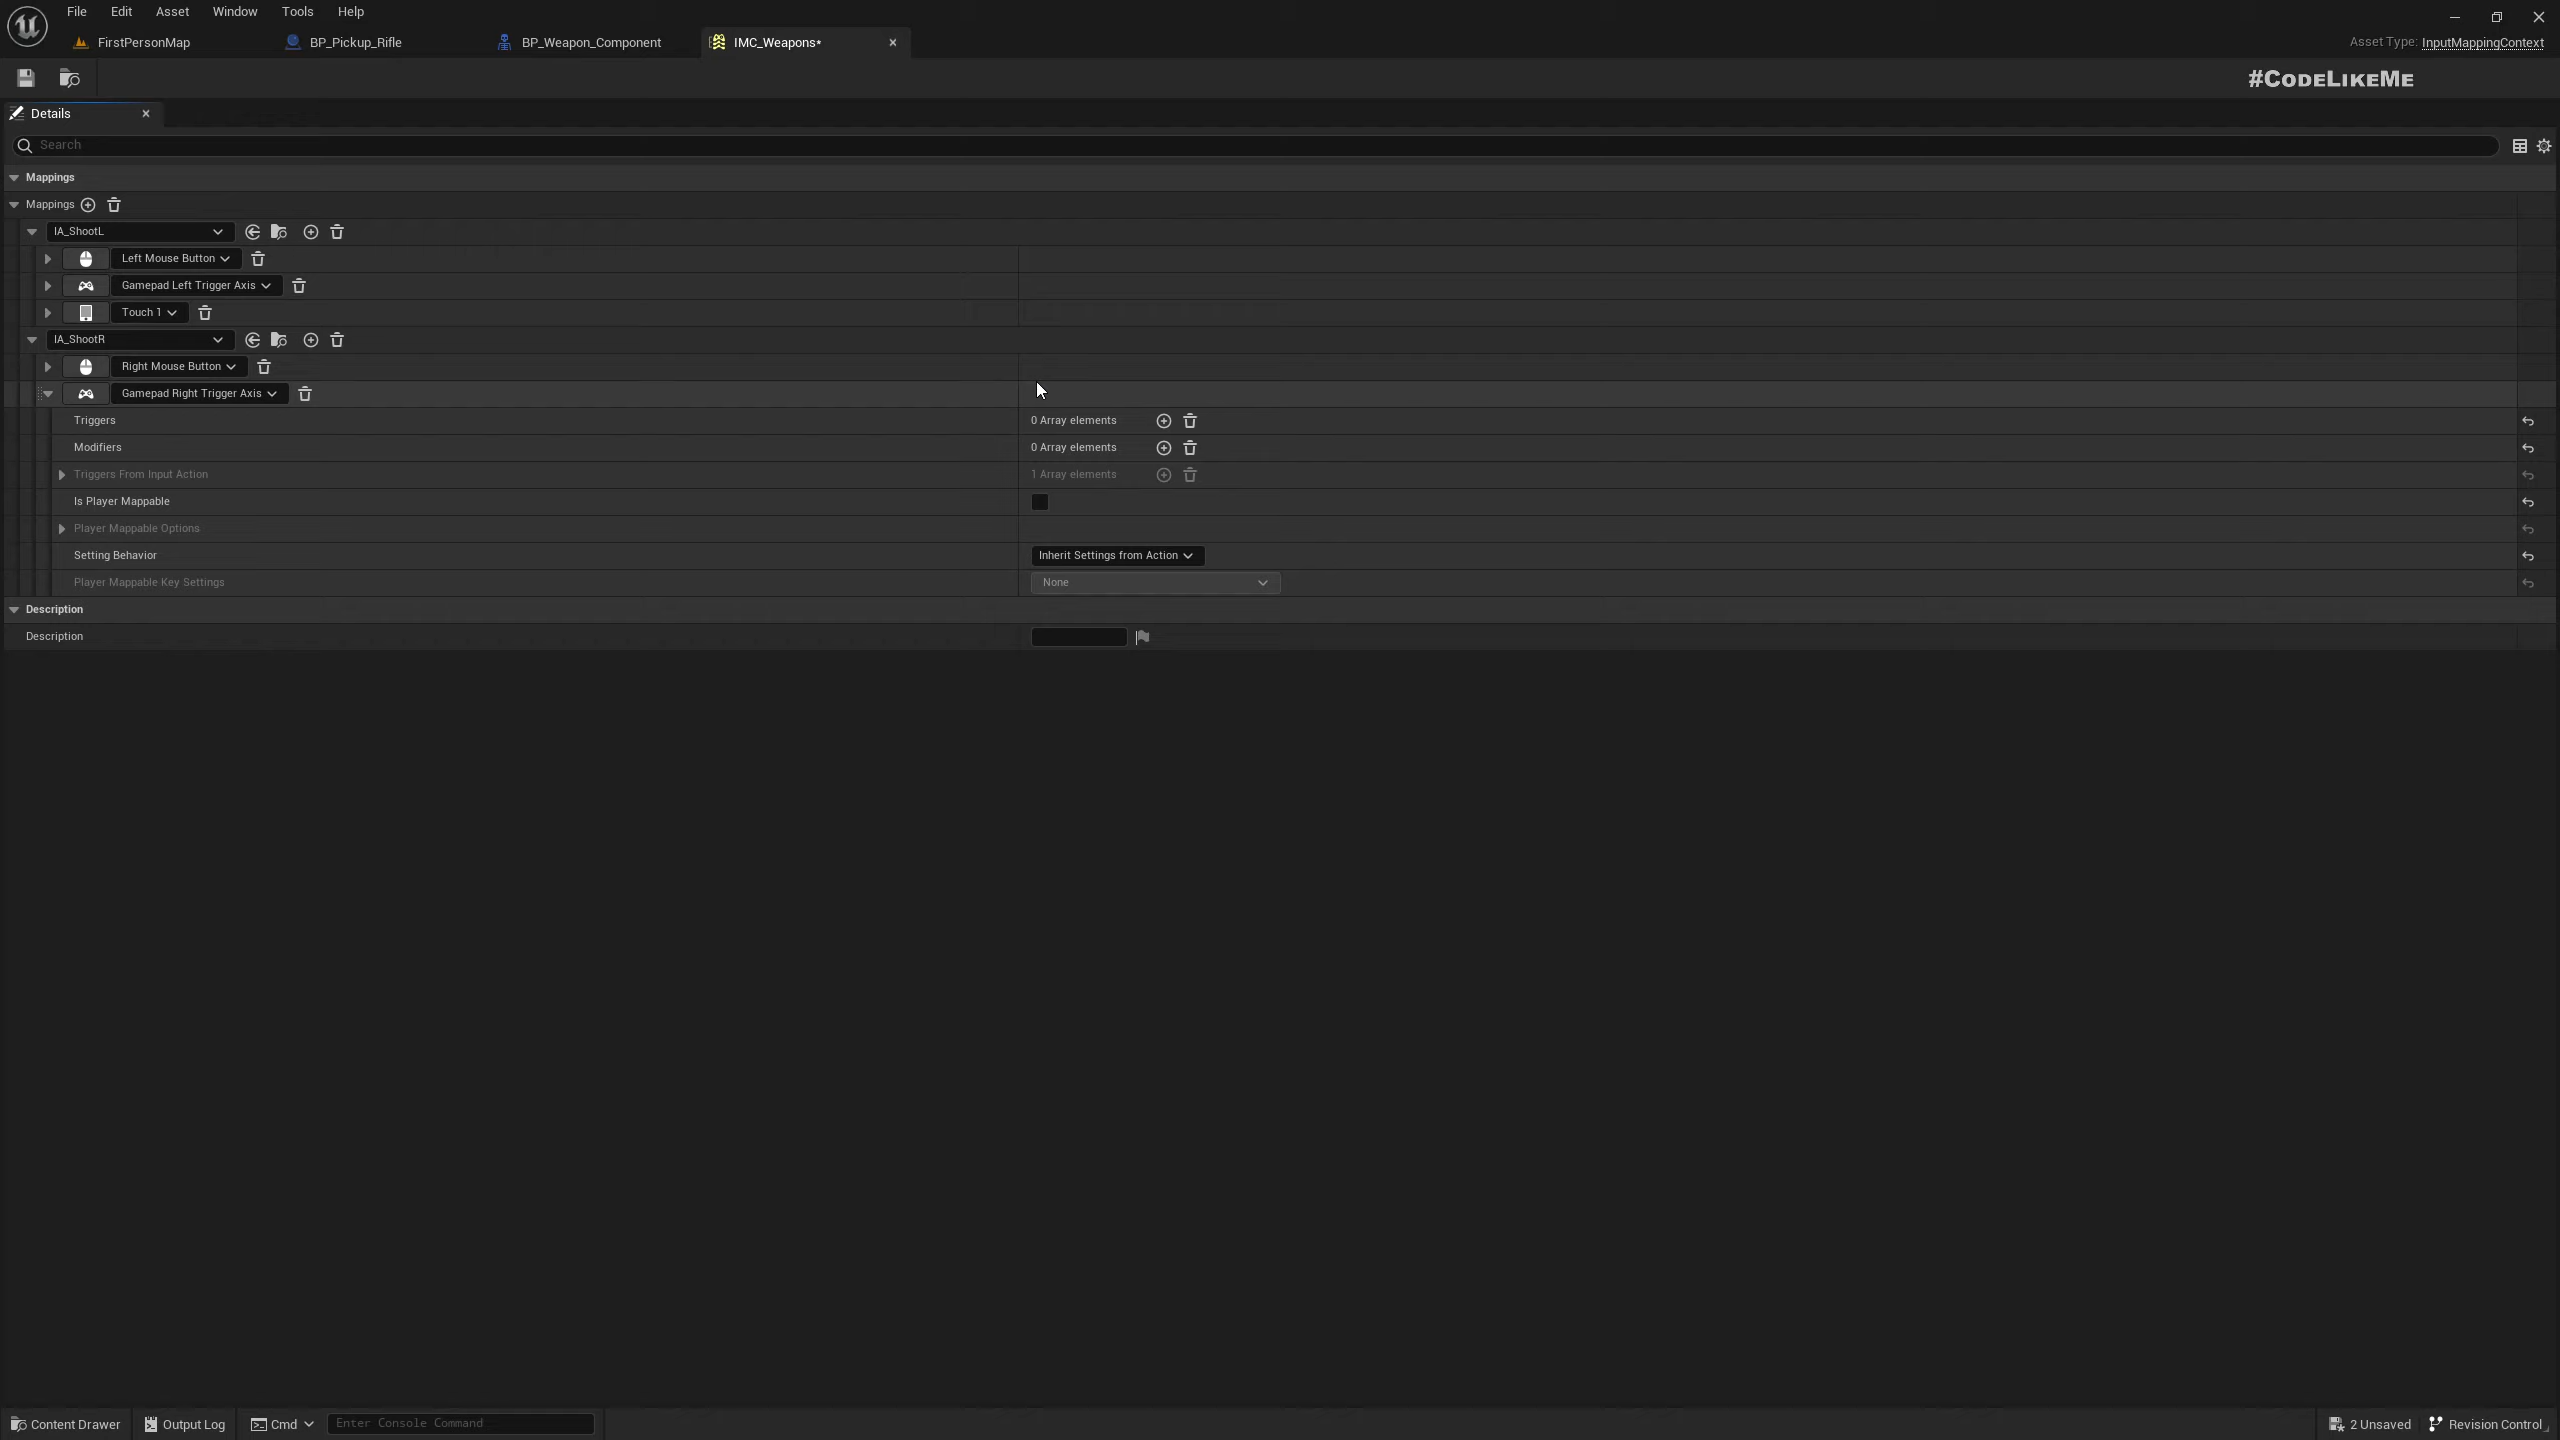 File Edit Asset Window Tools Help
FirstPersonMap BP_Pickup_Rifle BP_Weapon_Component IMC_Weapons* Asset Type: InputMappingContext
#CodeLikeMe
Details
Search
Mappings
Mappings
IA_ShootL
Left Mouse Button
Gamepad Left Trigger Axis
Touch 1
IA_ShootR
Right Mouse Button
Gamepad Right Trigger Axis
Triggers 0 Array elements
Modifiers 0 Array elements
Triggers From Input Action 1 Array elements
Is Player Mappable
Player Mappable Options
Setting Behavior Inherit Settings from Action
Player Mappable Key Settings None
Description
Description
Content Drawer Output Log Cmd Enter Console Command 2 Unsaved Revision Control